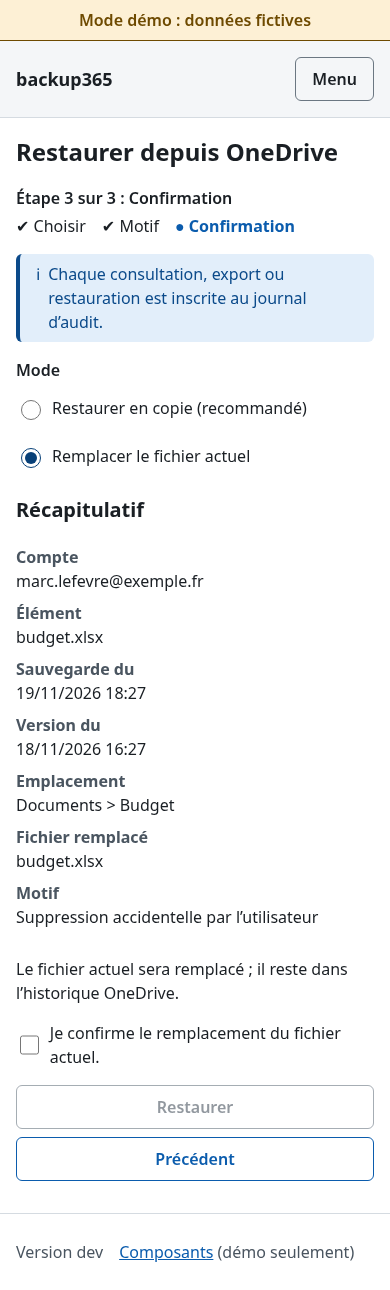 Mode démo : données fictives
backup365
Menu
Restaurer depuis OneDrive
Étape 3 sur 3 : Confirmation
✔ Choisir ✔ Motif ● Confirmation
i Chaque consultation, export ou
restauration est inscrite au journal
d’audit.
Mode
Restaurer en copie (recommandé)
Remplacer le fichier actuel
Récapitulatif
Compte
marc.lefevre@exemple.fr
Élément
budget.xlsx
Sauvegarde du
19/11/2026 18:27
Version du
18/11/2026 16:27
Emplacement
Documents > Budget
Fichier remplacé
budget.xlsx
Motif
Suppression accidentelle par l’utilisateur
Le fichier actuel sera remplacé ; il reste dans
l’historique OneDrive.
Je confirme le remplacement du fichier
actuel.
Restaurer
Précédent
Version dev Composants (démo seulement)